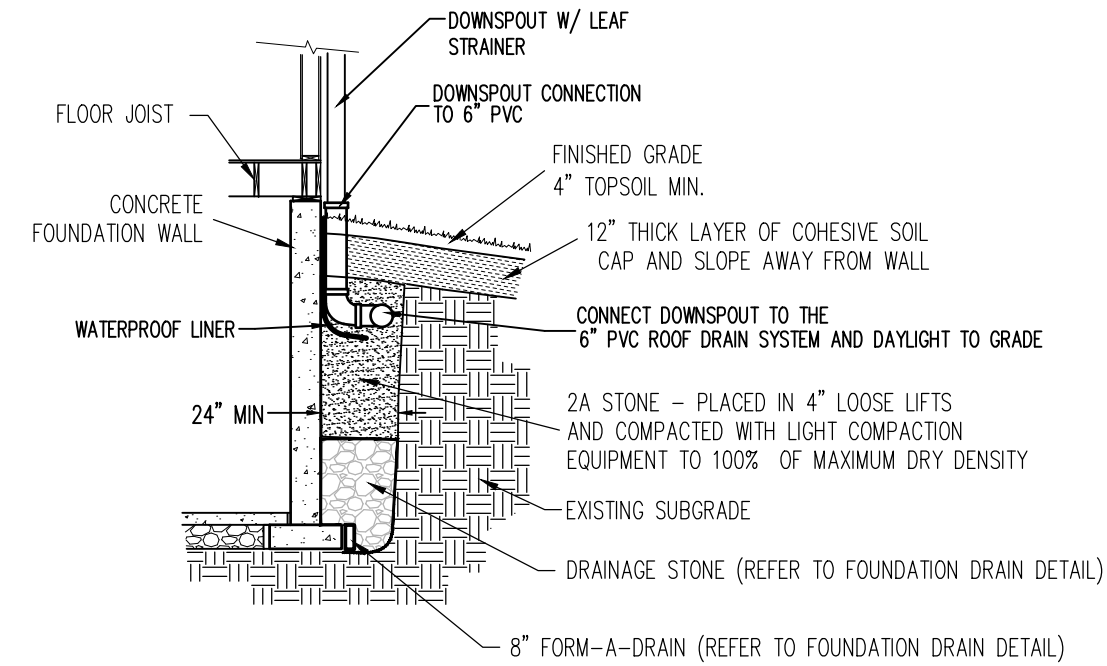 DOWNSPOUT W/ LEAF
STRAINER
DOWNSPOUT CONNECTION
TO 6" PVC
FLOOR JOIST
FINISHED GRADE
4" TOPSOIL MIN.
CONCRETE
FOUNDATION WALL
12" THICK LAYER OF COHESIVE SOIL
CAP AND SLOPE AWAY FROM WALL
WATERPROOF LINER
CONNECT DOWNSPOUT TO THE
6" PVC ROOF DRAIN SYSTEM AND DAYLIGHT TO GRADE
24" MIN
2A STONE – PLACED IN 4" LOOSE LIFTS
AND COMPACTED WITH LIGHT COMPACTION
EQUIPMENT TO 100% OF MAXIMUM DRY DENSITY
EXISTING SUBGRADE
DRAINAGE STONE (REFER TO FOUNDATION DRAIN DETAIL)
8" FORM-A-DRAIN (REFER TO FOUNDATION DRAIN DETAIL)